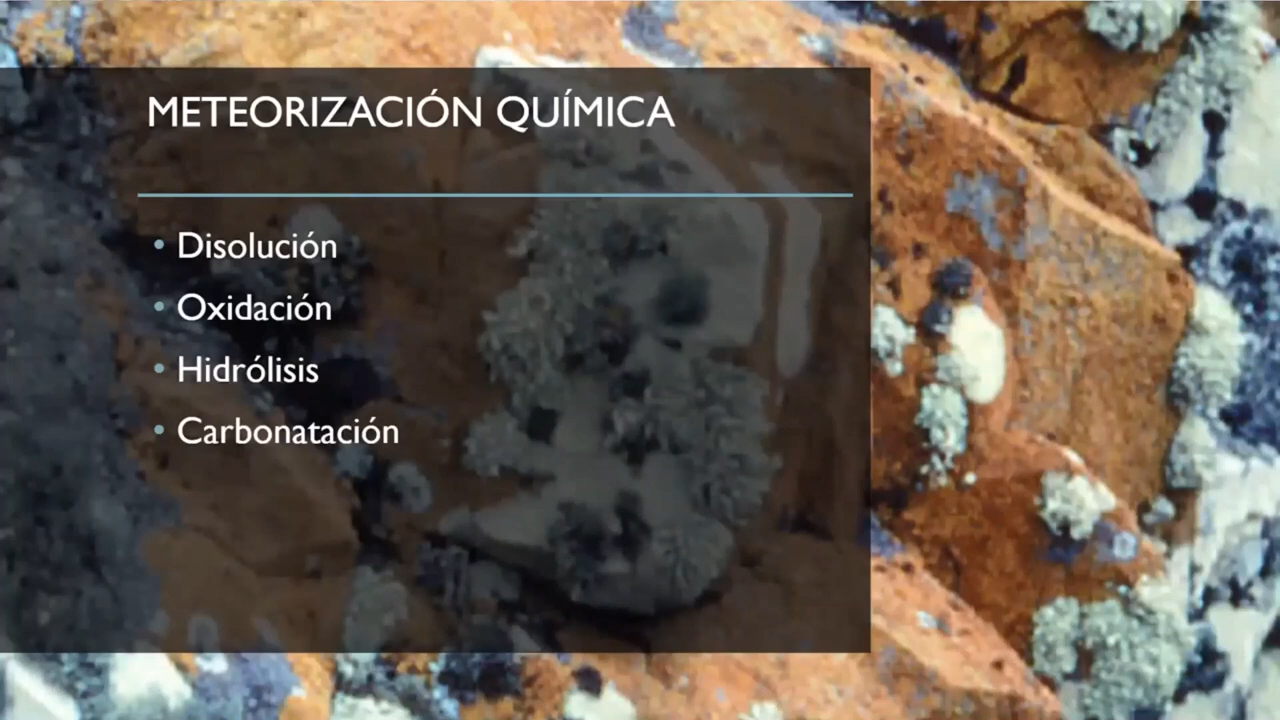 METEORIZACIÓN QUÍMICA
• Disolución
• Oxidación
• Hidrólisis
• Carbonatación